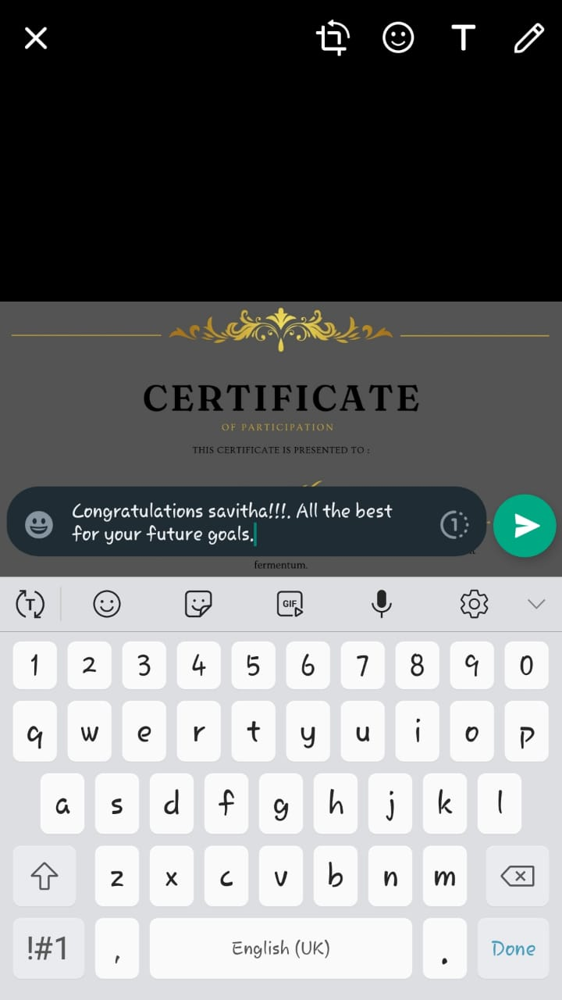 T
CERTIFICATE
OF PARTICIPATION
THIS CERTIFICATE IS PRESENTED TO :
Congratulations savitha!!!. All the best
for your future goals.
1
fermentum.
T
GIF
1 2 3 4 5 6 7 8 9 0
q w e r t y u i o p
a s d f g h j k l
z x c v b n m
!#1 , English (UK) . Done